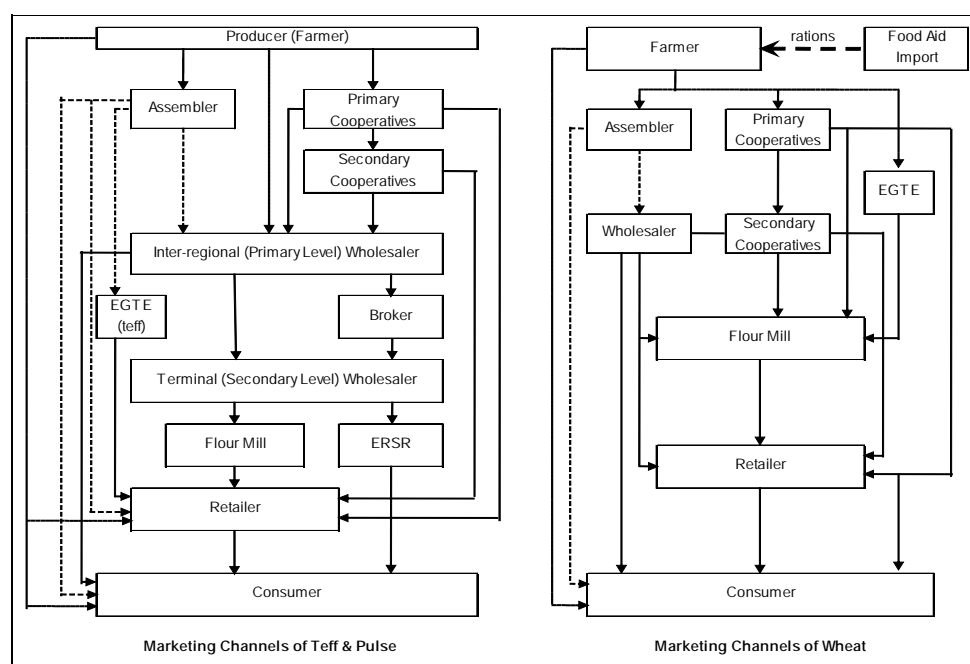 Producer (Farmer)
Assembler
Primary
Cooperatives
Secondary
Cooperatives
Inter-regional (Primary Level) Wholesaler
EGTE
(teff)
Broker
Terminal (Secondary Level) Wholesaler
Flour Mill
ERSR
Retailer
Consumer
Marketing Channels of Teff & Pulse
Farmer
rations
Food Aid
Import
Assembler
Primary
Cooperatives
EGTE
Wholesaler
Secondary
Cooperatives
Flour Mill
Retailer
Consumer
Marketing Channels of Wheat